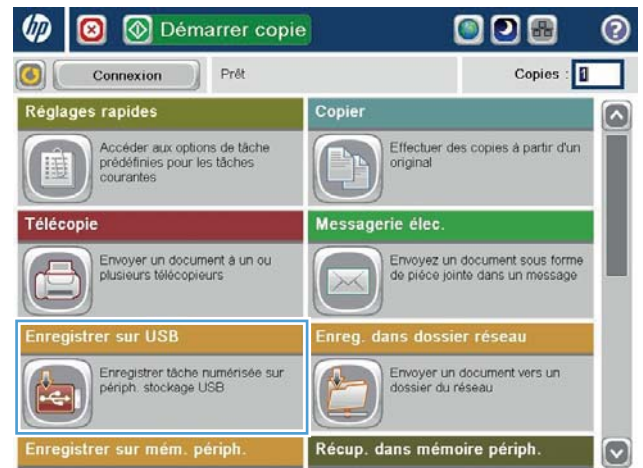 hp Démarrer copie ?
Connexion Prêt Copies : 1
Réglages rapides
Accéder aux options de tâche
prédéfinies pour les tâches
courantes
Copier
Effectuer des copies à partir d'un
original
Télécopie
Envoyer un document à un ou
plusieurs télécopieurs
Messagerie élec.
Envoyez un document sous forme
de pièce jointe dans un message
Enregistrer sur USB
Enregistrer tâche numérisée sur
périph. stockage USB
Enreg. dans dossier réseau
Envoyer un document vers un
dossier du réseau
Enregistrer sur mém. périph.
Récup. dans mémoire périph.